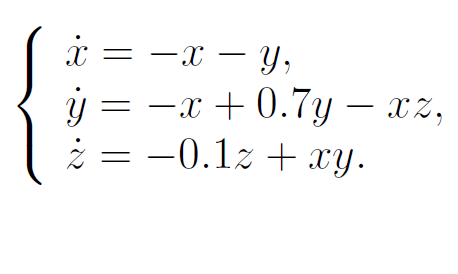 ẋ = −x − y,
ẏ = −x + 0.7y − xz,
ż = −0.1z + xy.